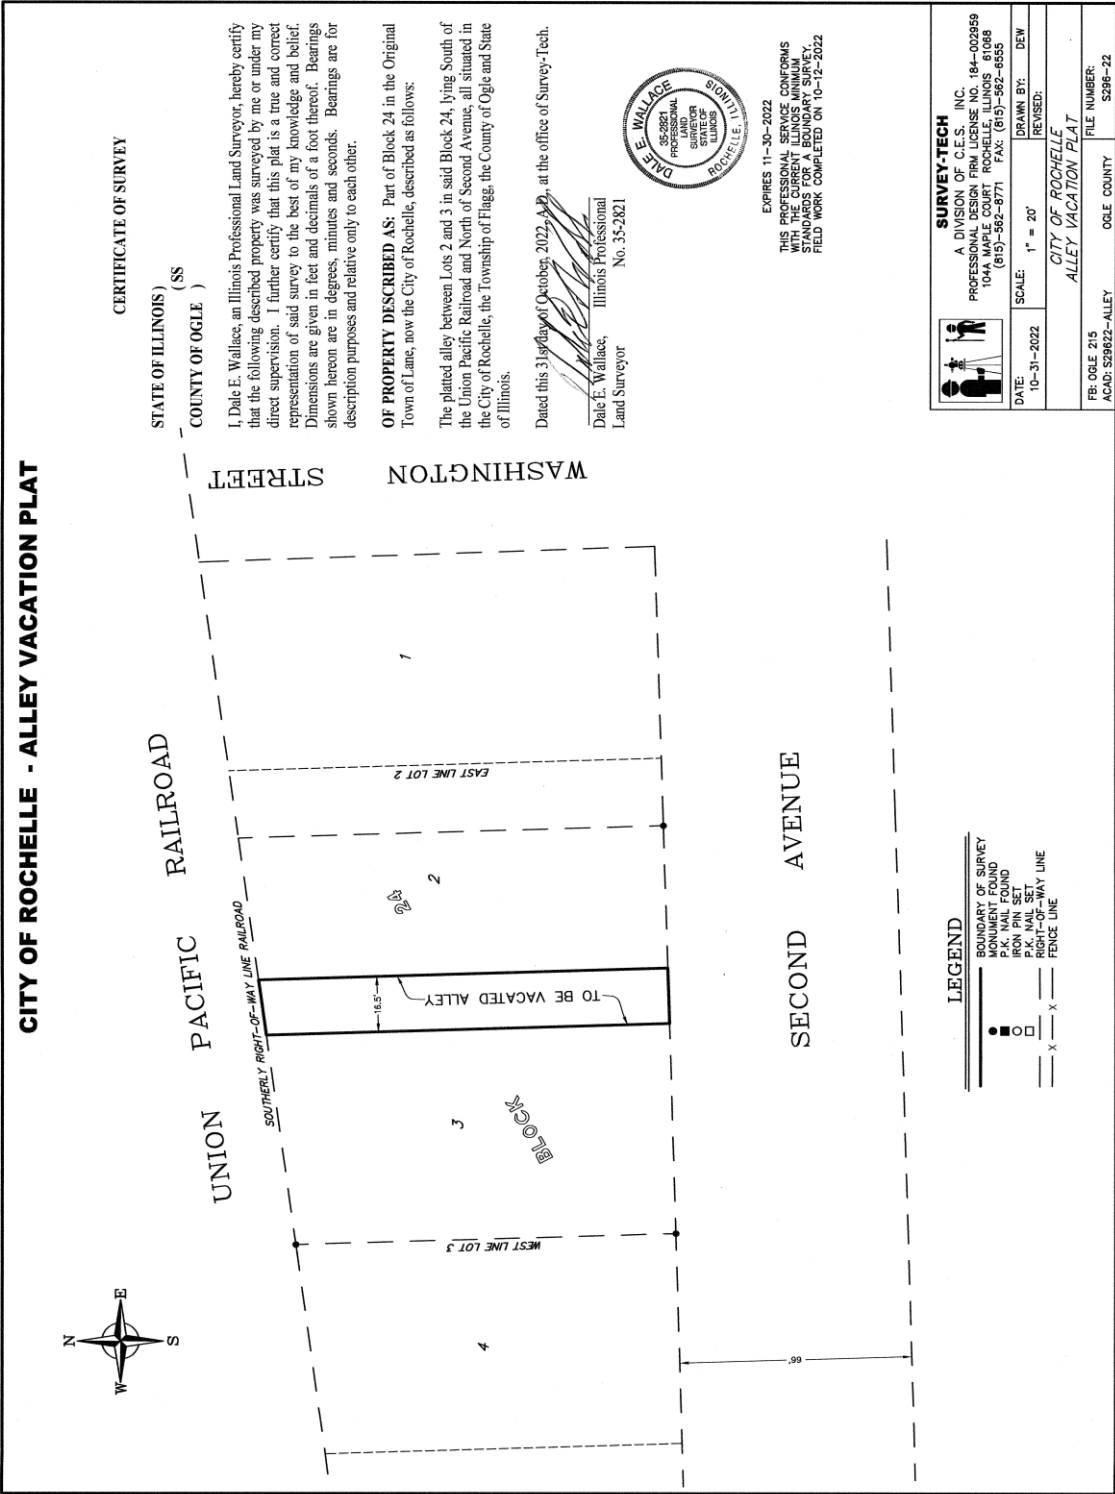 CITY OF ROCHELLE - ALLEY VACATION PLAT
N
W
E
S
UNION PACIFIC RAILROAD
SOUTHERLY RIGHT-OF-WAY LINE RAILROAD
WASHINGTON STREET
4
WEST LINE LOT 3
3
BLOCK
24
16.5'
TO BE VACATED ALLEY
2
EAST LINE LOT 2
1
66'
SECOND AVENUE
LEGEND
BOUNDARY OF SURVEY
MONUMENT FOUND
P.K. NAIL FOUND
IRON PIN SET
P.K. NAIL SET
RIGHT-OF-WAY LINE
X X FENCE LINE
CERTIFICATE OF SURVEY
STATE OF ILLINOIS )
( SS
COUNTY OF OGLE )
I, Dale E. Wallace, an Illinois Professional Land Surveyor, hereby certify
that the following described property was surveyed by me or under my
direct supervision. I further certify that this plat is a true and correct
representation of said survey to the best of my knowledge and belief.
Dimensions are given in feet and decimals of a foot thereof. Bearings
shown hereon are in degrees, minutes and seconds. Bearings are for
description purposes and relative only to each other.
OF PROPERTY DESCRIBED AS: Part of Block 24 in the Original
Town of Lane, now the City of Rochelle, described as follows:
The platted alley between Lots 2 and 3 in said Block 24, lying South of
the Union Pacific Railroad and North of Second Avenue, all situated in
the City of Rochelle, the Township of Flagg, the County of Ogle and State
of Illinois.
Dated this 31st day of October, 2022, A.D., at the office of Survey-Tech.
Dale E. Wallace, Illinois Professional
Land Surveyor No. 35-2821
DALE E. WALLACE
35-2821
PROFESSIONAL
LAND
SURVEYOR
STATE OF
ILLINOIS
ROCHELLE, ILLINOIS
EXPIRES 11-30-2022
THIS PROFESSIONAL SERVICE CONFORMS
WITH THE CURRENT ILLINOIS MINIMUM
STANDARDS FOR A BOUNDARY SURVEY.
FIELD WORK COMPLETED ON 10-12-2022
SURVEY-TECH
A DIVISION OF C.E.S. INC.
PROFESSIONAL DESIGN FIRM LICENSE NO. 184-002959
104A MAPLE COURT ROCHELLE, ILLINOIS 61068
(815)-562-8771 FAX: (815)-562-6555
DATE: SCALE: 1" = 20' DRAWN BY: DEW
10-31-2022 REVISED:
CITY OF ROCHELLE
ALLEY VACATION PLAT
FB: OGLE 215 FILE NUMBER:
ACAD: S29622-ALLEY OGLE COUNTY S296-22